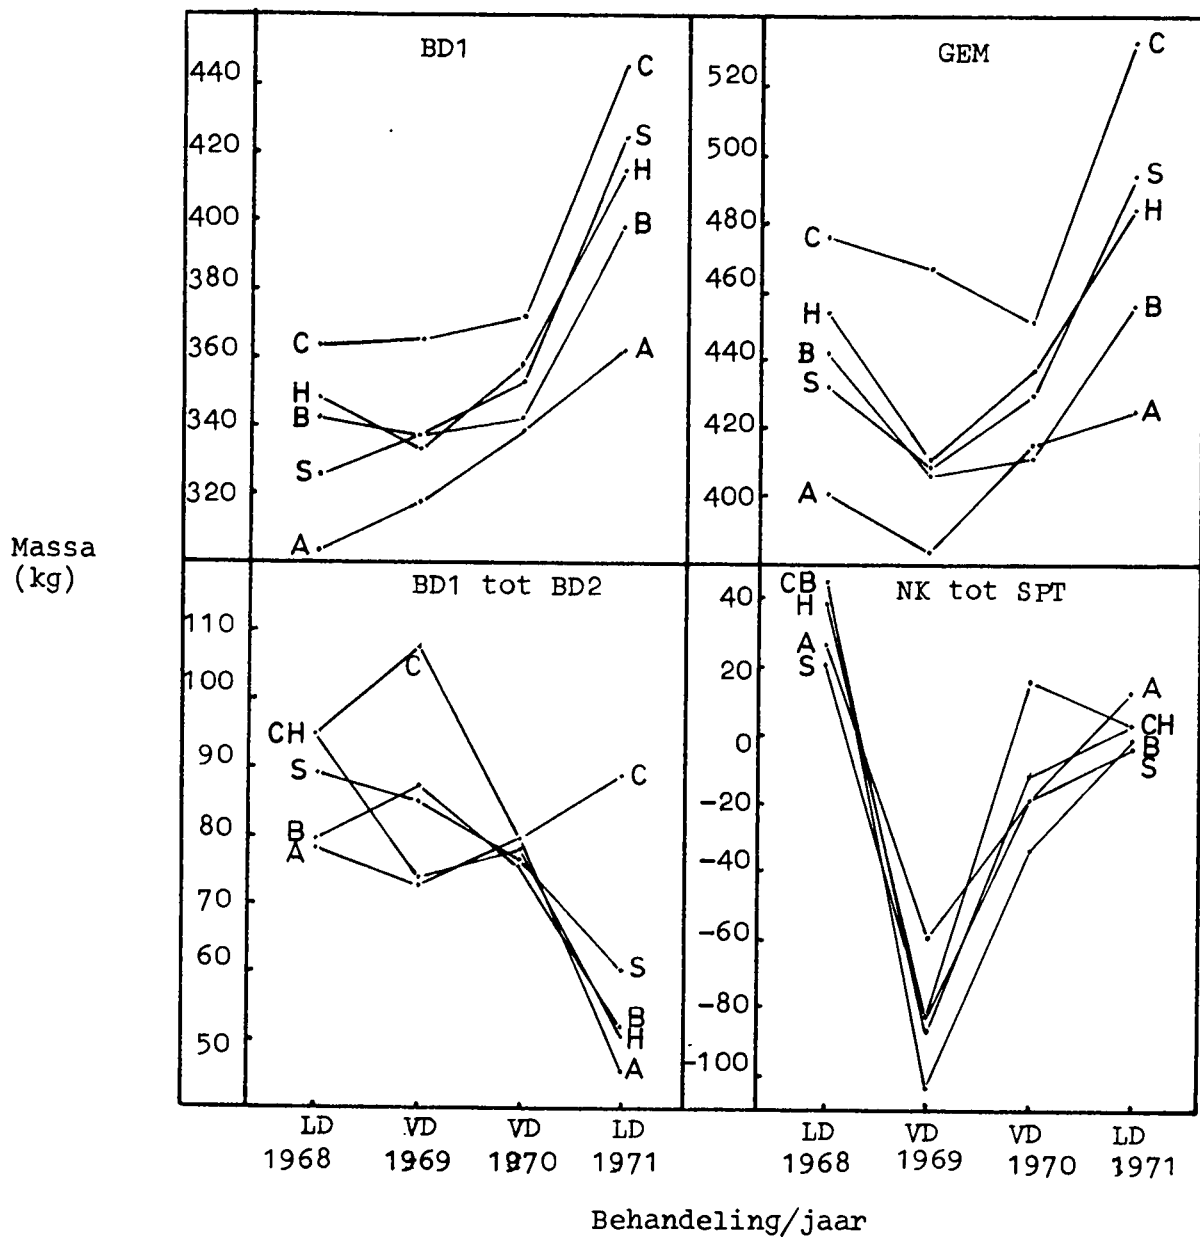 BD1
440
420
400
380
360
340
320
C
H
B
S
A
C
S
H
B
A
GEM
520
500
480
460
440
420
400
C
H
B
S
A
C
S
H
B
A
Massa
(kg)
BD1 tot BD2
110
100
90
80
70
60
50
CH
S
B
A
C
C
S
B
H
A
NK tot SPT
40
20
0
-20
-40
-60
-80
-100
CB
H
A
S
A
CH
B
S
LD VD VD LD
1968 1969 1970 1971
LD VD VD LD
1968 1969 1970 1971
Behandeling/jaar